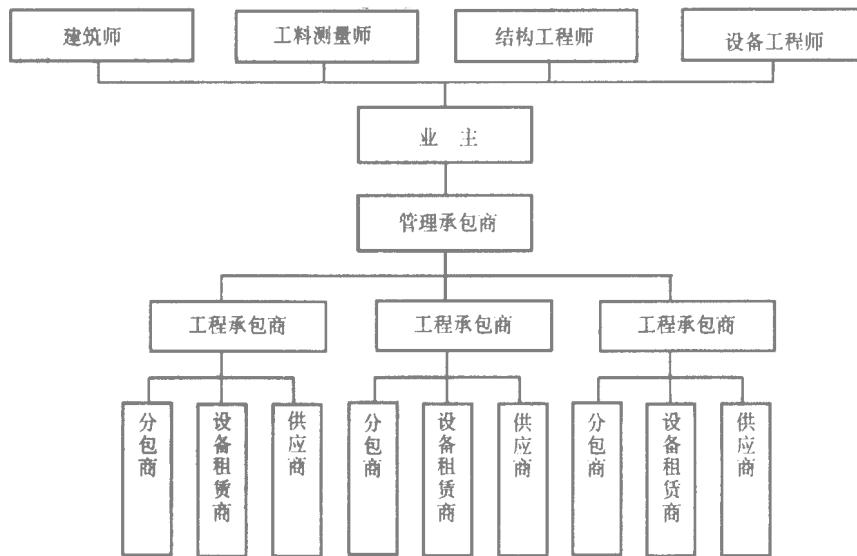 建筑师
工料测量师
结构工程师
设备工程师
业 主
管理承包商
工程承包商
工程承包商
工程承包商
分包商
设备租赁商
供应商
分包商
设备租赁商
供应商
分包商
设备租赁商
供应商